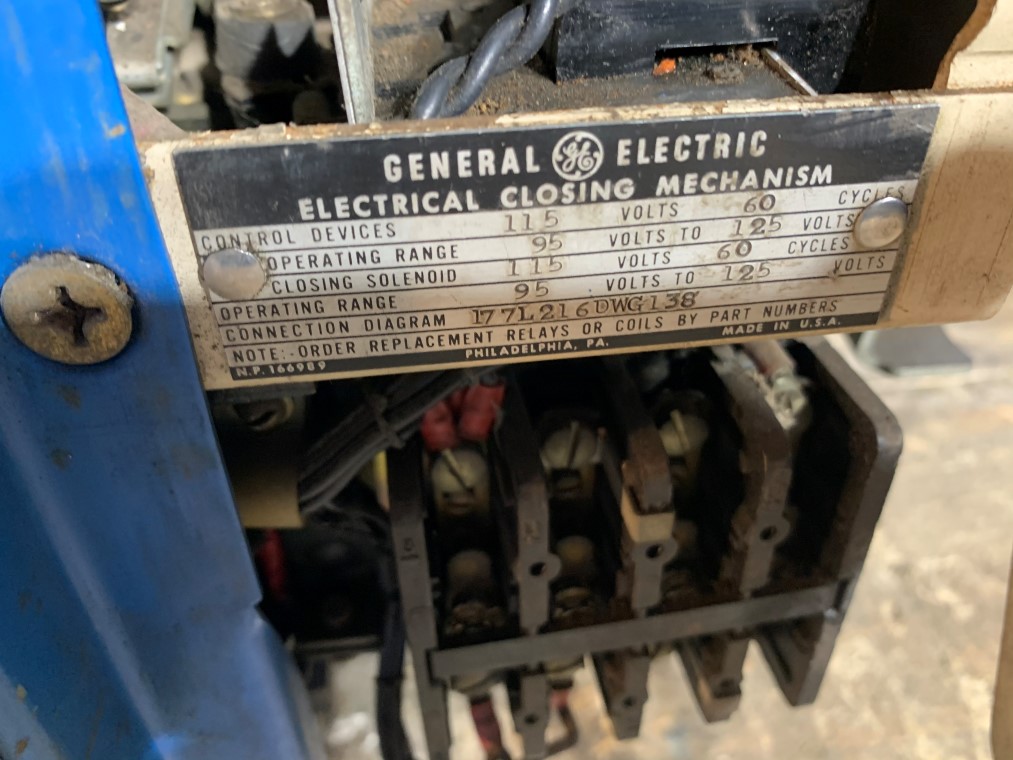 GENERAL GE ELECTRIC
ELECTRICAL CLOSING MECHANISM
CONTROL DEVICES 115 VOLTS 60 CYCLES
OPERATING RANGE 95 VOLTS TO 125 VOLTS
CLOSING SOLENOID 115 VOLTS 60 CYCLES
OPERATING RANGE 95 VOLTS TO 125 VOLTS
CONNECTION DIAGRAM 177L216DWG138
NOTE:-ORDER REPLACEMENT RELAYS OR COILS BY PART NUMBERS
N.P. 166989 PHILADELPHIA, PA. MADE IN U.S.A.